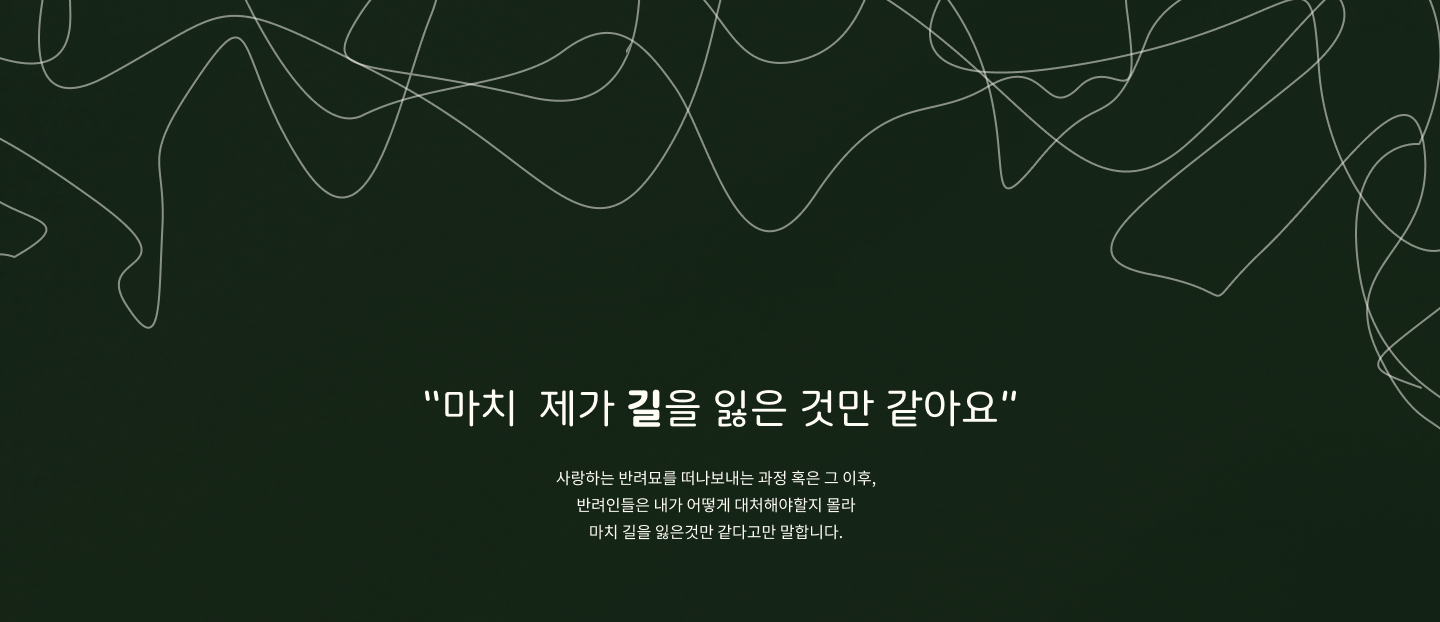 “마치 제가 길을 잃은 것만 같아요”
사랑하는 반려묘를 떠나보내는 과정 혹은 그 이후,
반려인들은 내가 어떻게 대처해야할지 몰라
마치 길을 잃은것만 같다고만 말합니다.